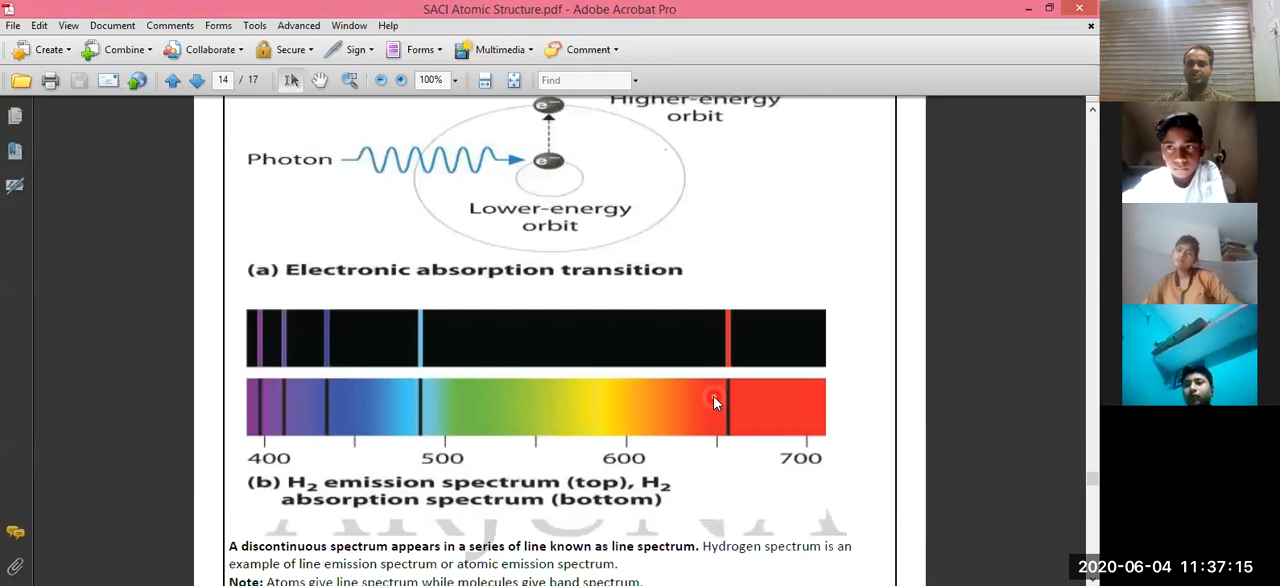 SACI Atomic Structure.pdf - Adobe Acrobat Pro
File Edit View Document Comments Forms Tools Advanced Window Help
Create Combine Collaborate Secure Sign Forms Multimedia Comment
14 / 17 100% Find
Higher-energy
orbit
e⁻
Photon
e⁻
Lower-energy
orbit
(a) Electronic absorption transition
400 500 600 700
(b) H₂ emission spectrum (top), H₂
absorption spectrum (bottom)
A discontinuous spectrum appears in a series of line known as line spectrum. Hydrogen spectrum is an
example of line emission spectrum or atomic emission spectrum.
Note: Atoms give line spectrum while molecules give band spectrum.
2020-06-04 11:37:15